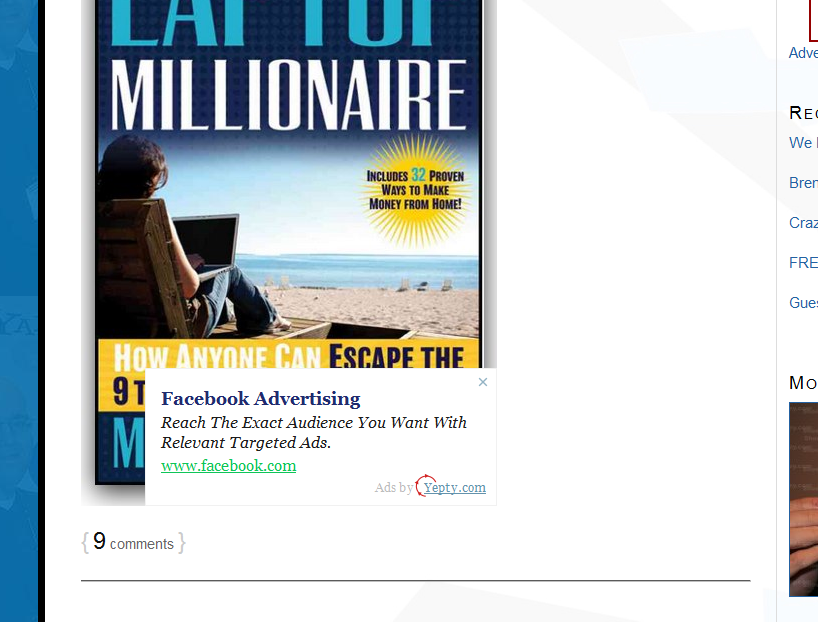 LAPTOP
MILLIONAIRE
INCLUDES 32 PROVEN
WAYS TO MAKE
MONEY FROM HOME!
HOW ANYONE CAN ESCAPE THE
9 T
M
Facebook Advertising
Reach The Exact Audience You Want With
Relevant Targeted Ads.
www.facebook.com
Ads by Yepty.com
{ 9 comments }
Adve
REC
We
Bren
Craz
FRE
Gues
MO